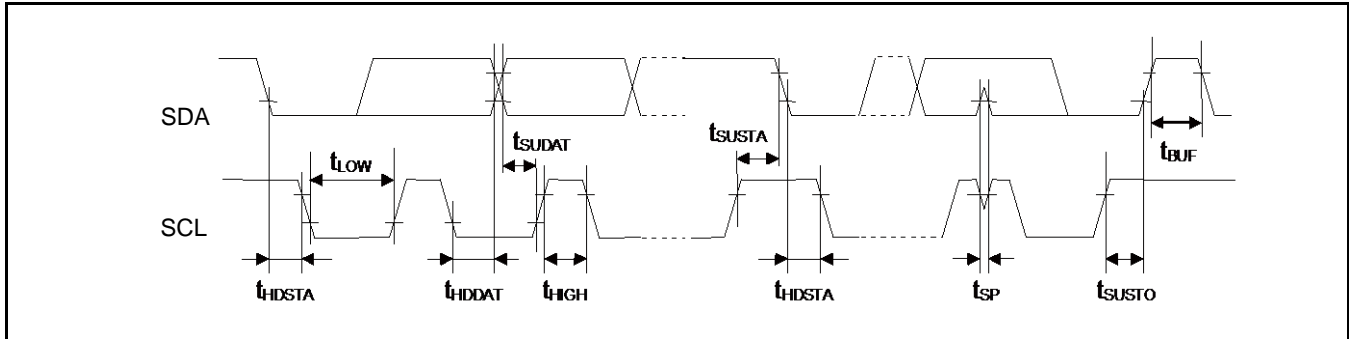 SDA
tSUDAT
tSUSTA
tBUF
tLOW
SCL
tHDSTA
tHDDAT
tHIGH
tHDSTA
tSP
tSUSTO